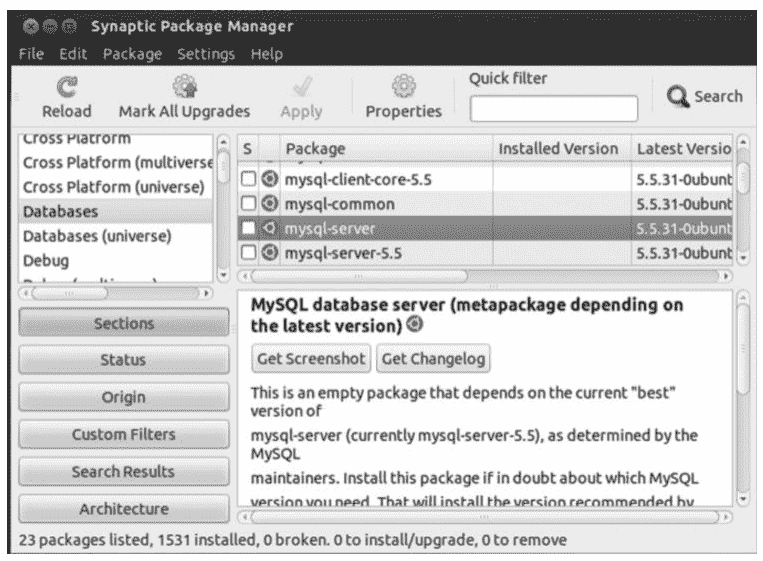 Synaptic Package Manager
File Edit Package Settings Help
Reload Mark All Upgrades Apply Properties Quick filter Search
Cross Platform
Cross Platform (multiverse
Cross Platform (universe)
Databases
Databases (universe)
Debug
S Package Installed Version Latest Versio
mysql-client-core-5.5 5.5.31-0ubunt
mysql-common 5.5.31-0ubunt
mysql-server 5.5.31-0ubunt
mysql-server-5.5 5.5.31-0ubunt
Sections
Status
Origin
Custom Filters
Search Results
Architecture
MySQL database server (metapackage depending on
the latest version)
Get Screenshot Get Changelog
This is an empty package that depends on the current "best"
version of
mysql-server (currently mysql-server-5.5), as determined by the
MySQL
maintainers. Install this package if in doubt about which MySQL
version you need. That will install the version recommended by
23 packages listed, 1531 installed, 0 broken. 0 to install/upgrade, 0 to remove